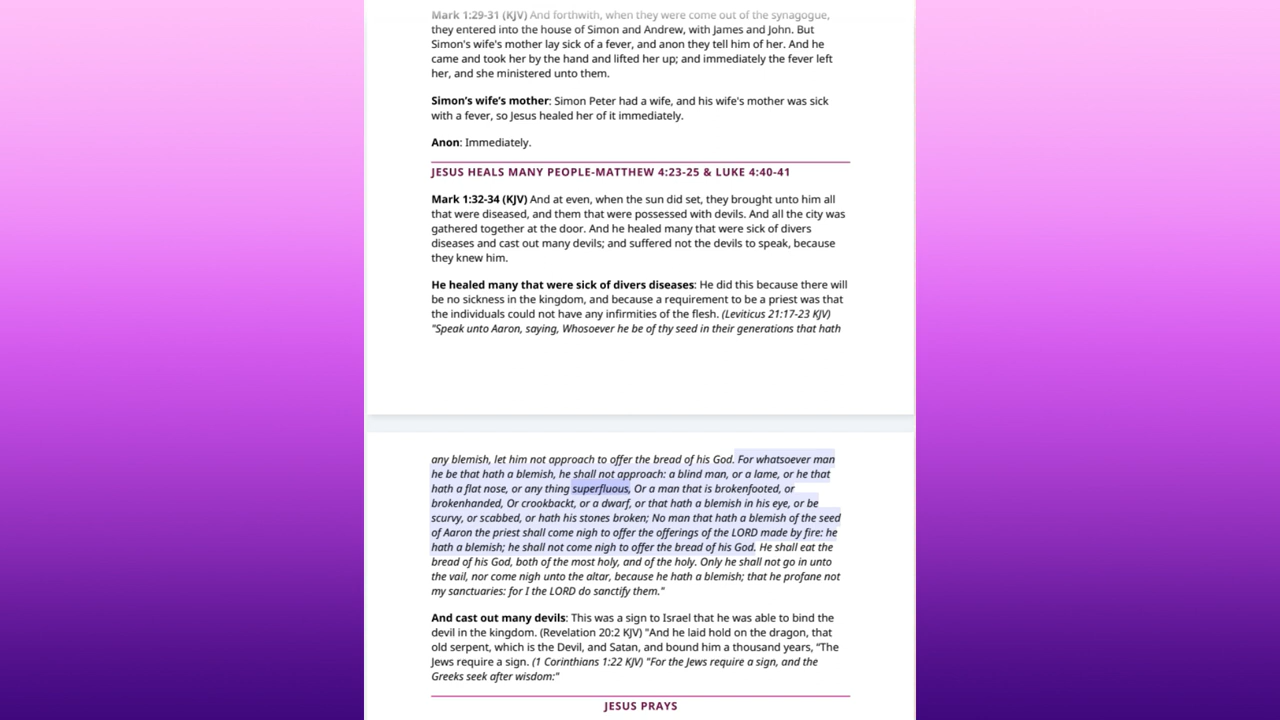 Mark 1:29-31 (KJV) And forthwith, when they were come out of the synagogue,
they entered into the house of Simon and Andrew, with James and John. But
Simon's wife's mother lay sick of a fever, and anon they tell him of her. And he
came and took her by the hand and lifted her up; and immediately the fever left
her, and she ministered unto them.
Simon’s wife’s mother: Simon Peter had a wife, and his wife's mother was sick
with a fever, so Jesus healed her of it immediately.
Anon: Immediately.
JESUS HEALS MANY PEOPLE-MATTHEW 4:23-25 & LUKE 4:40-41
Mark 1:32-34 (KJV) And at even, when the sun did set, they brought unto him all
that were diseased, and them that were possessed with devils. And all the city was
gathered together at the door. And he healed many that were sick of divers
diseases and cast out many devils; and suffered not the devils to speak, because
they knew him.
He healed many that were sick of divers diseases: He did this because there will
be no sickness in the kingdom, and because a requirement to be a priest was that
the individuals could not have any infirmities of the flesh. (Leviticus 21:17-23 KJV)
"Speak unto Aaron, saying, Whosoever he be of thy seed in their generations that hath
any blemish, let him not approach to offer the bread of his God. For whatsoever man
he be that hath a blemish, he shall not approach: a blind man, or a lame, or he that
hath a flat nose, or any thing superfluous, Or a man that is brokenfooted, or
brokenhanded, Or crookbackt, or a dwarf, or that hath a blemish in his eye, or be
scurvy, or scabbed, or hath his stones broken; No man that hath a blemish of the seed
of Aaron the priest shall come nigh to offer the offerings of the LORD made by fire: he
hath a blemish; he shall not come nigh to offer the bread of his God. He shall eat the
bread of his God, both of the most holy, and of the holy. Only he shall not go in unto
the vail, nor come nigh unto the altar, because he hath a blemish; that he profane not
my sanctuaries: for I the LORD do sanctify them."
And cast out many devils: This was a sign to Israel that he was able to bind the
devil in the kingdom. (Revelation 20:2 KJV) "And he laid hold on the dragon, that
old serpent, which is the Devil, and Satan, and bound him a thousand years, “The
Jews require a sign. (1 Corinthians 1:22 KJV) "For the Jews require a sign, and the
Greeks seek after wisdom:"
JESUS PRAYS